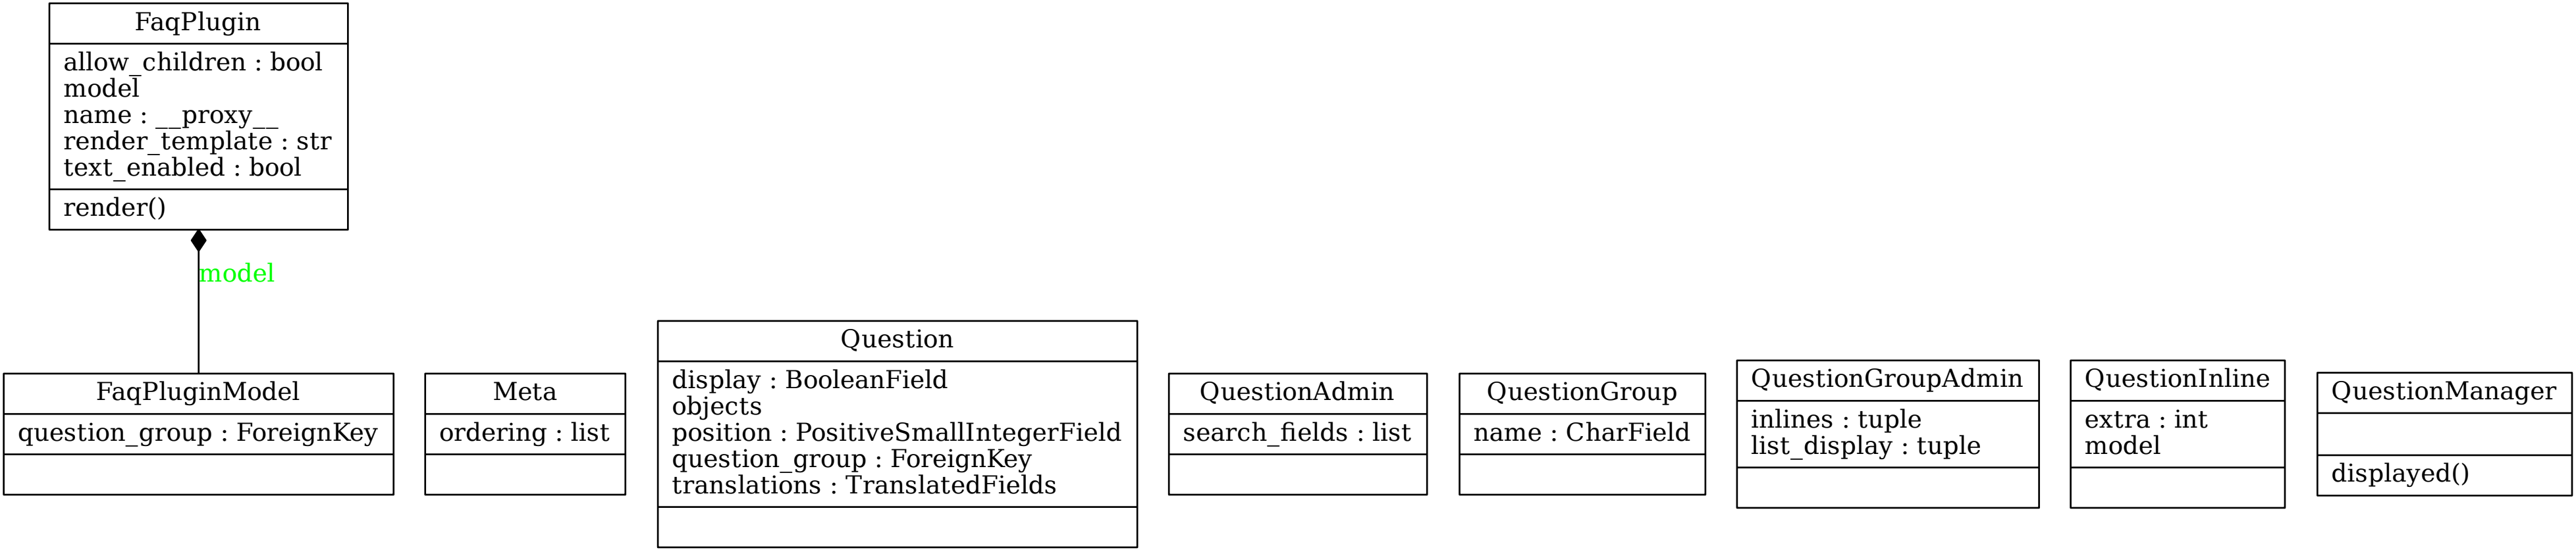 FaqPlugin
allow_children : bool
model
name : __proxy__
render_template : str
text_enabled : bool
render()
model
FaqPluginModel
question_group : ForeignKey
Meta
ordering : list
Question
display : BooleanField
objects
position : PositiveSmallIntegerField
question_group : ForeignKey
translations : TranslatedFields
QuestionAdmin
search_fields : list
QuestionGroup
name : CharField
QuestionGroupAdmin
inlines : tuple
list_display : tuple
QuestionInline
extra : int
model
QuestionManager
displayed()